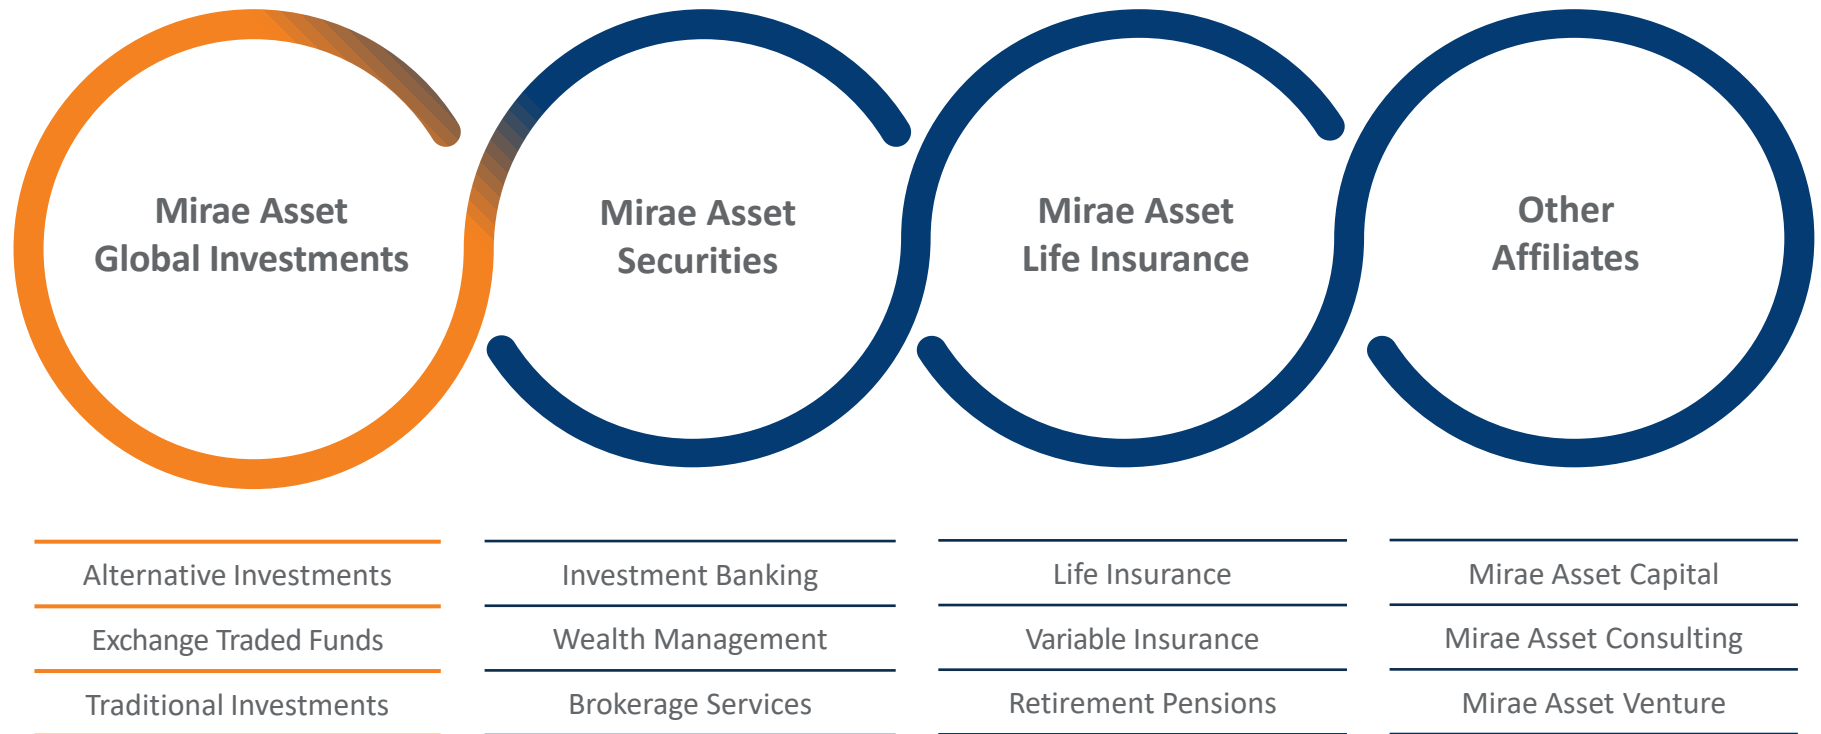 Mirae Asset
Global Investments
Mirae Asset
Securities
Mirae Asset
Life Insurance
Other
Affiliates
Alternative Investments
Exchange Traded Funds
Traditional Investments
Investment Banking
Wealth Management
Brokerage Services
Life Insurance
Variable Insurance
Retirement Pensions
Mirae Asset Capital
Mirae Asset Consulting
Mirae Asset Venture